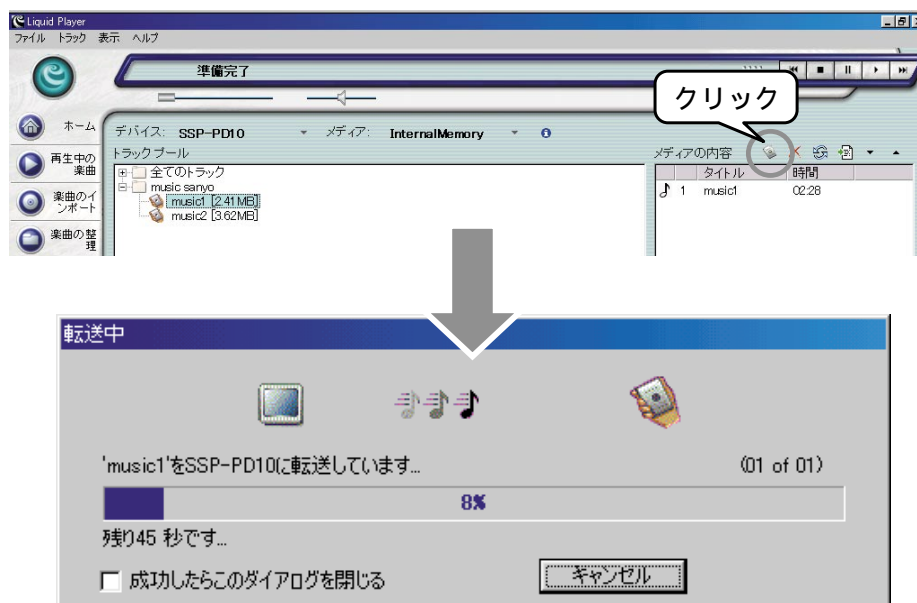 Liquid Player
ファイル トラック 表示 ヘルプ
準備完了
クリック
ホーム
再生中の
楽曲
楽曲のイ
ンポート
楽曲の整
理
デバイス: SSP-PD10 メディア: InternalMemory
トラックプール
全てのトラック
music sanyo
music1 [2.41 MB]
music2 [3.62MB]
メディアの内容
タイトル 時間
1 music1 02:28
転送中
'music1'をSSP-PD10に転送しています...
(01 of 01)
8%
残り45 秒です...
成功したらこのダイアログを閉じる
キャンセル